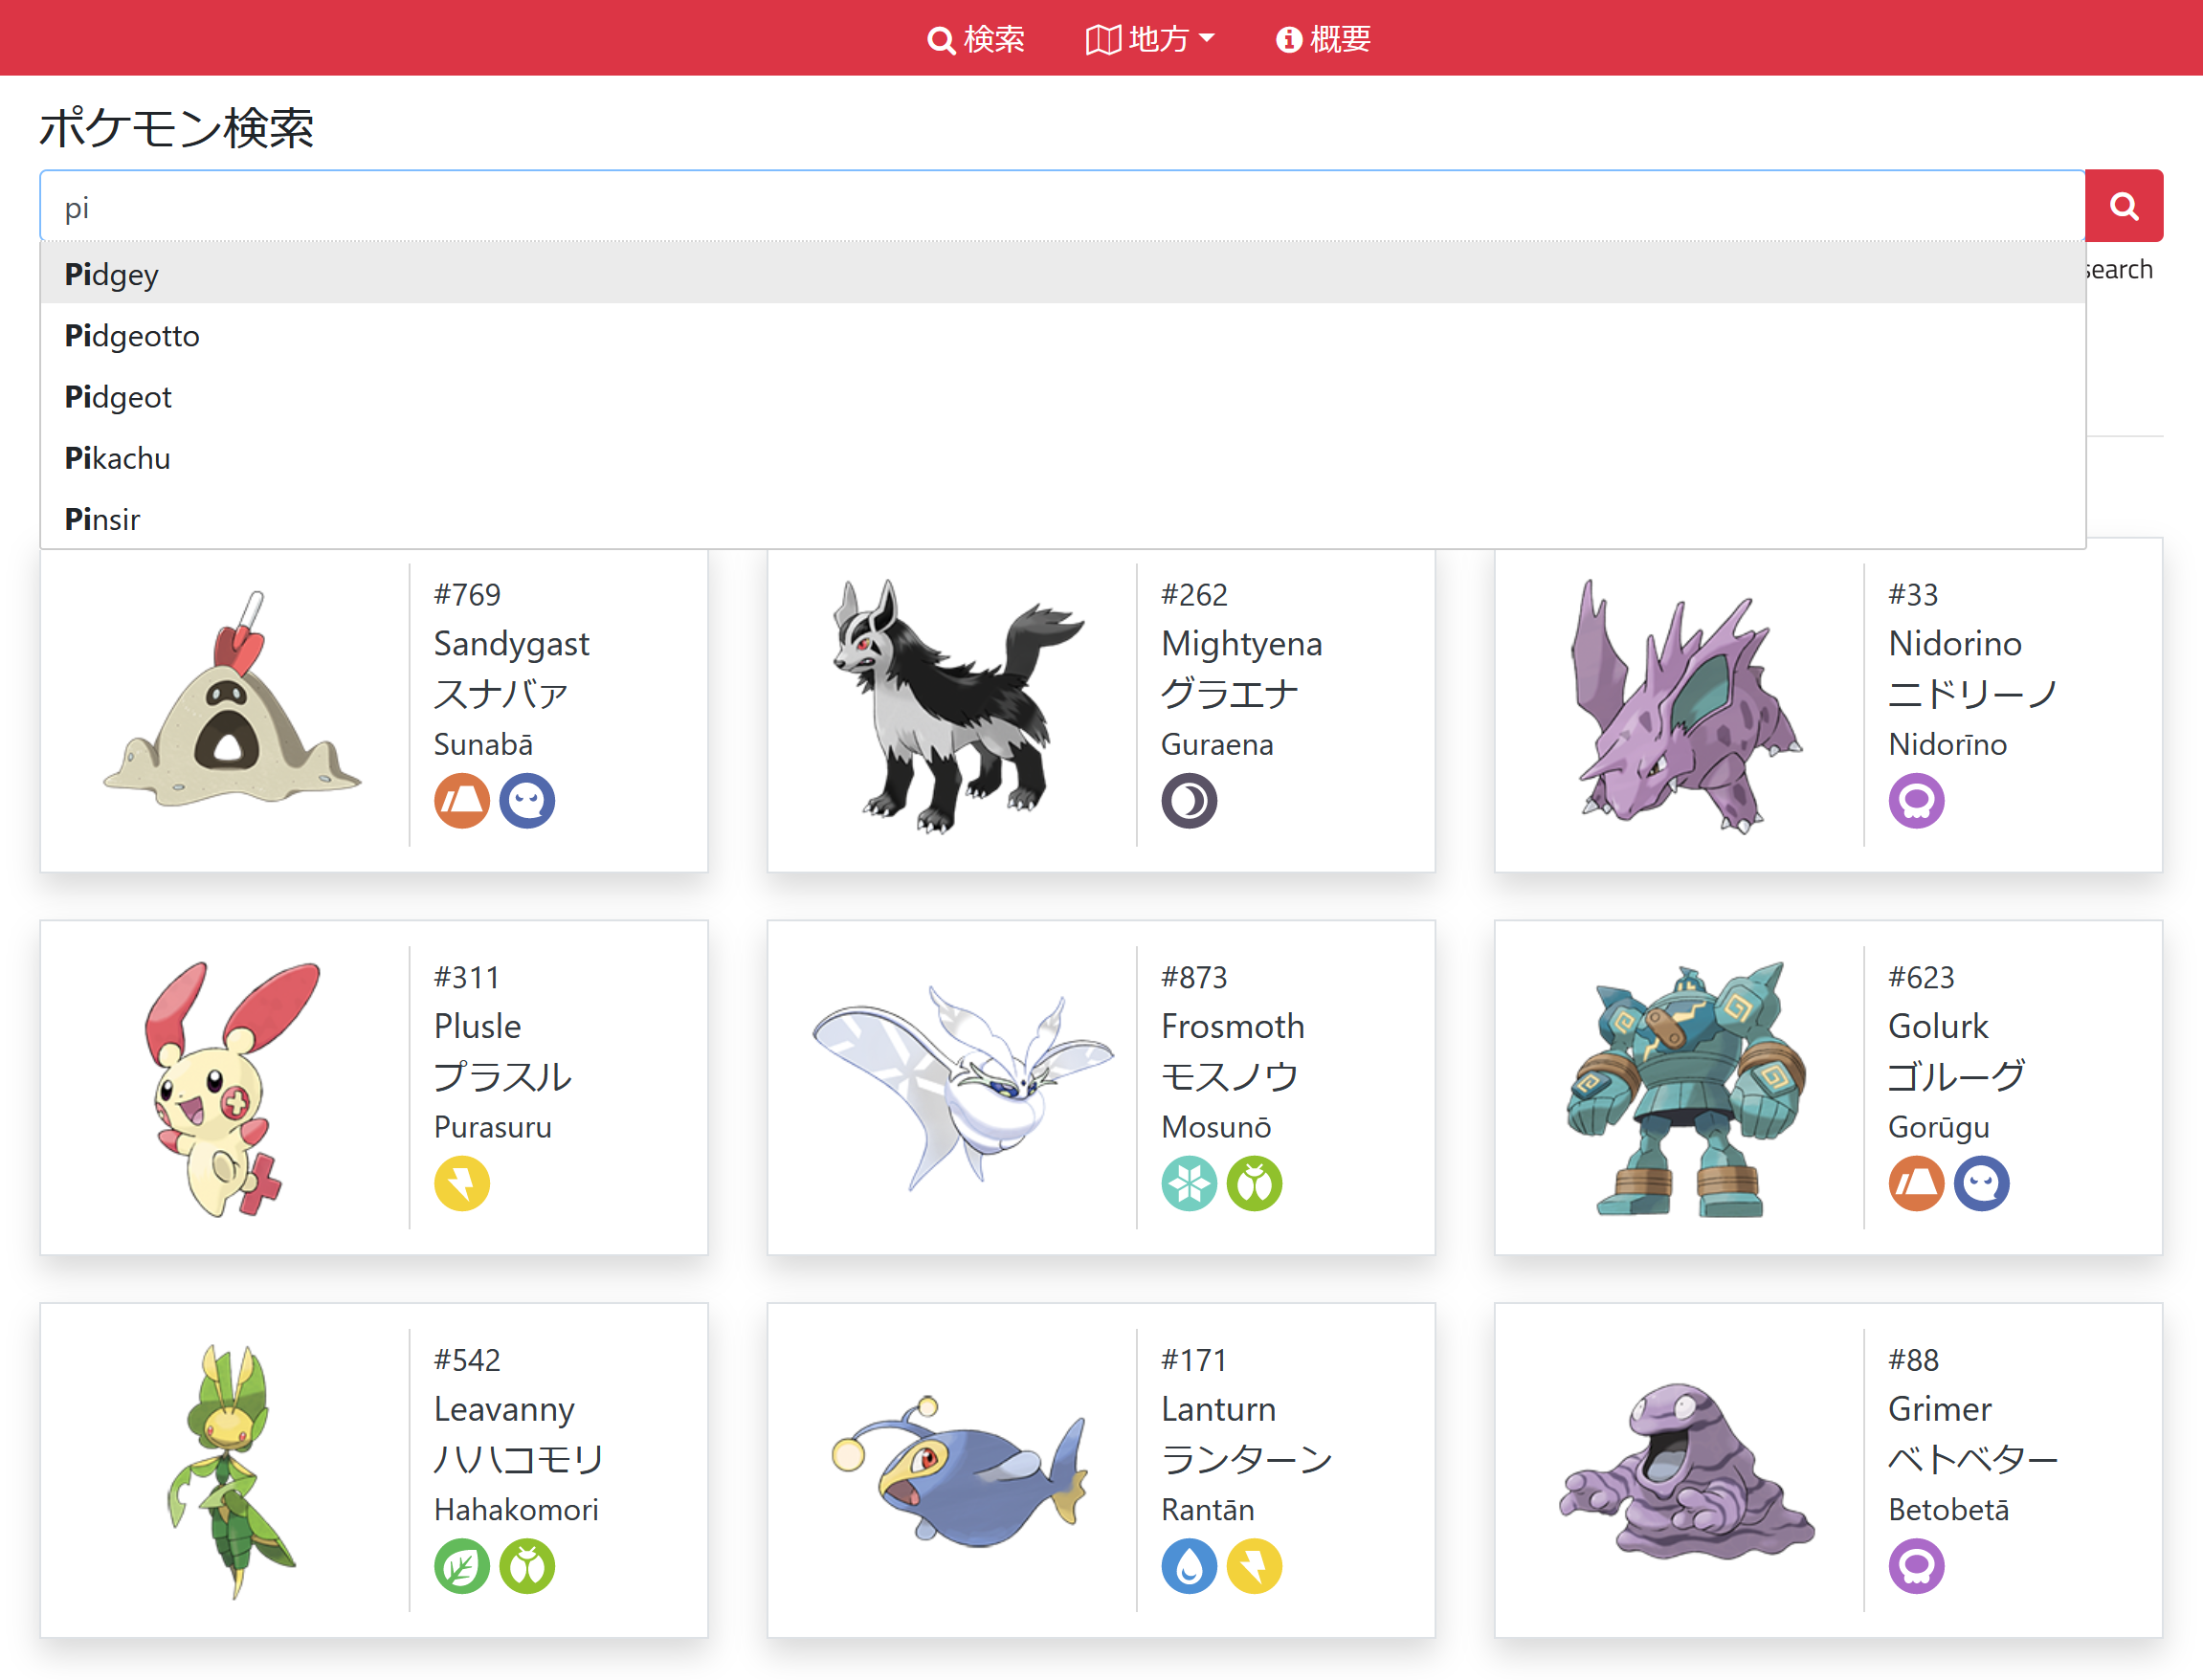 検索 地方 概要
ポケモン検索
pi
Pidgey
search
Pidgeotto
Pidgeot
Pikachu
Pinsir
#769
Sandygast
スナバァ
Sunabā
#262
Mightyena
グラエナ
Guraena
#33
Nidorino
ニドリーノ
Nidorīno
#311
Plusle
プラスル
Purasuru
#873
Frosmoth
モスノウ
Mosunō
#623
Golurk
ゴルーグ
Gorūgu
#542
Leavanny
ハハコモリ
Hahakomori
#171
Lanturn
ランターン
Rantān
#88
Grimer
ベトベター
Betobetā